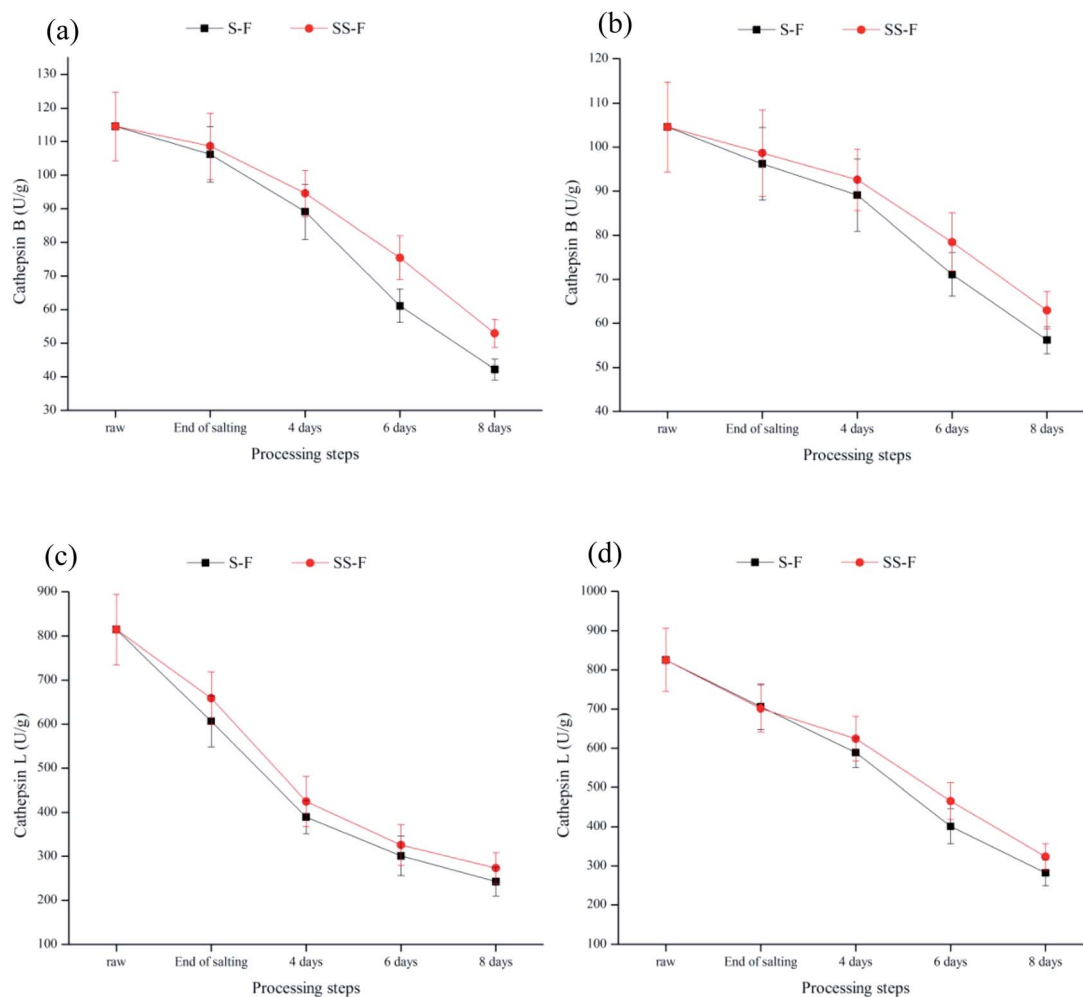 (a)
S-F SS-F
130
120
110
100
90
80
70
60
50
40
30
Cathepsin B (U/g)
raw End of salting 4 days 6 days 8 days
Processing steps
(b)
S-F SS-F
120
110
100
90
80
70
60
50
40
Cathepsin B (U/g)
raw End of salting 4 days 6 days 8 days
Processing steps
(c)
S-F SS-F
900
800
700
600
500
400
300
200
100
Cathepsin L (U/g)
raw End of salting 4 days 6 days 8 days
Processing steps
(d)
S-F SS-F
1000
900
800
700
600
500
400
300
200
100
Cathepsin L (U/g)
raw End of salting 4 days 6 days 8 days
Processing steps